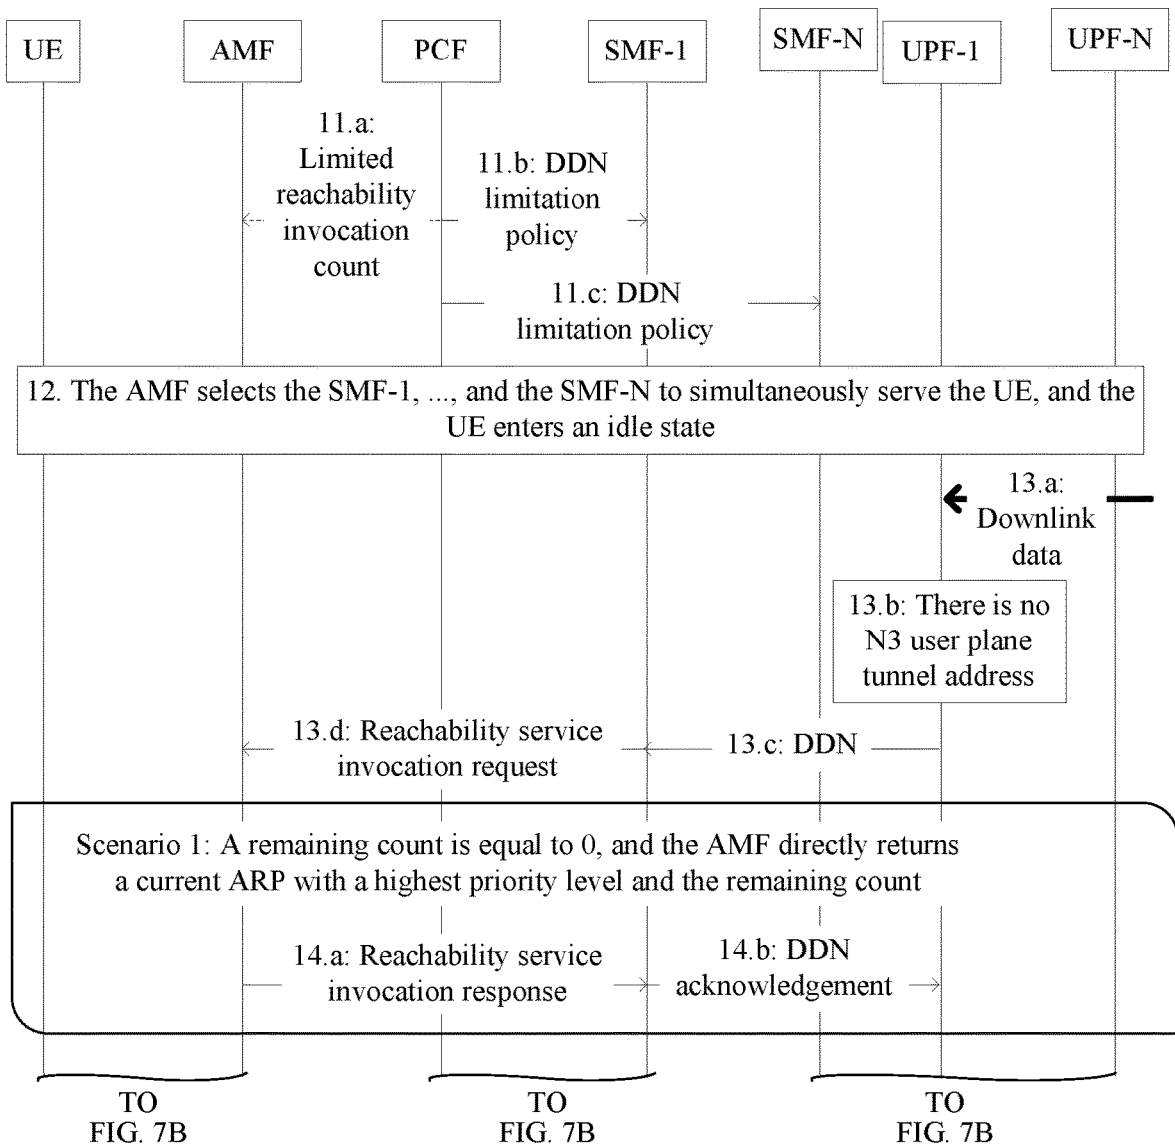 UE
AMF
PCF
SMF-1
SMF-N
UPF-1
UPF-N
11.a:
Limited
reachability
invocation
count
11.b: DDN
limitation
policy
11.c: DDN
limitation policy
12. The AMF selects the SMF-1, ..., and the SMF-N to simultaneously serve the UE, and the
UE enters an idle state
13.a:
Downlink
data
13.b: There is no
N3 user plane
tunnel address
13.d: Reachability service
invocation request
13.c: DDN
Scenario 1: A remaining count is equal to 0, and the AMF directly returns
a current ARP with a highest priority level and the remaining count
14.a: Reachability service
invocation response
14.b: DDN
acknowledgement
TO
FIG. 7B
TO
FIG. 7B
TO
FIG. 7B